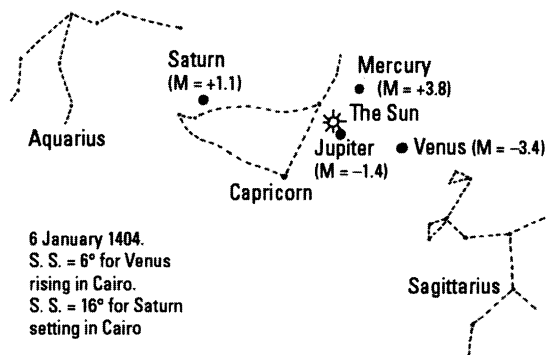 Saturn
(M = +1.1)
Mercury
(M = +3.8)
The Sun
Aquarius
Jupiter
(M = −1.4)
Venus (M = −3.4)
Capricorn
6 January 1404.
S. S. = 6° for Venus
rising in Cairo.
S. S. = 16° for Saturn
setting in Cairo
Sagittarius